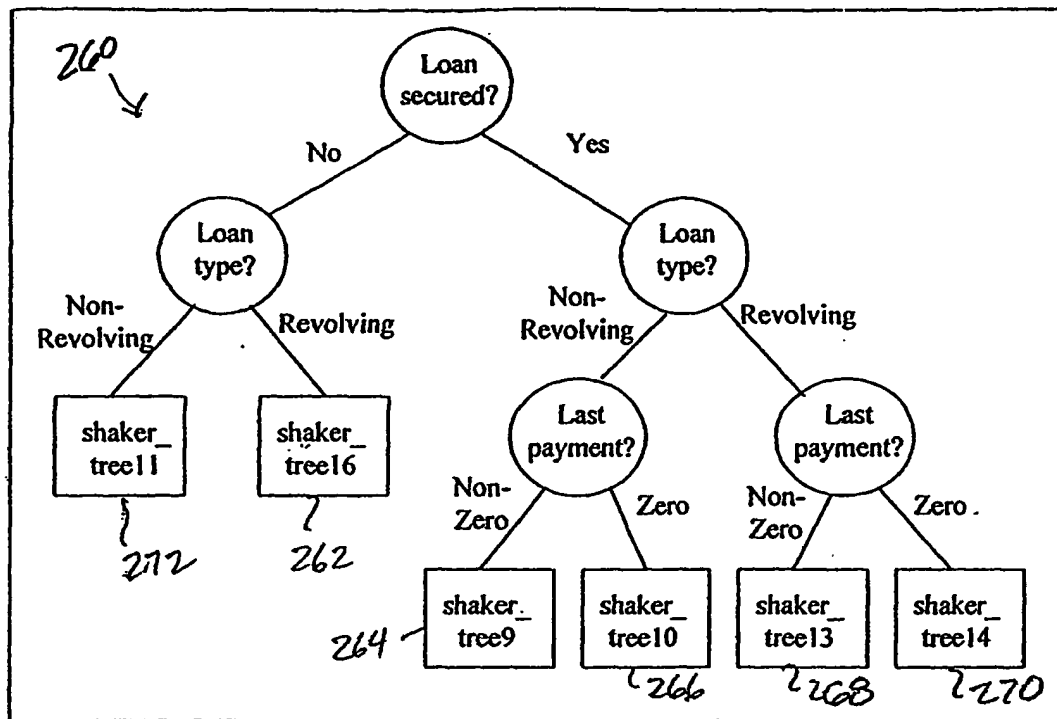 260
Loan
secured?
No
Yes
Loan
type?
Loan
type?
Non-
Revolving
Revolving
Non-
Revolving
Revolving
shaker_
tree11
shaker_
tree16
Last
payment?
Last
payment?
272
262
Non-
Zero
Zero
Non-
Zero
Zero
264
shaker_
tree9
shaker_
tree10
shaker_
tree13
shaker_
tree14
266
268
270